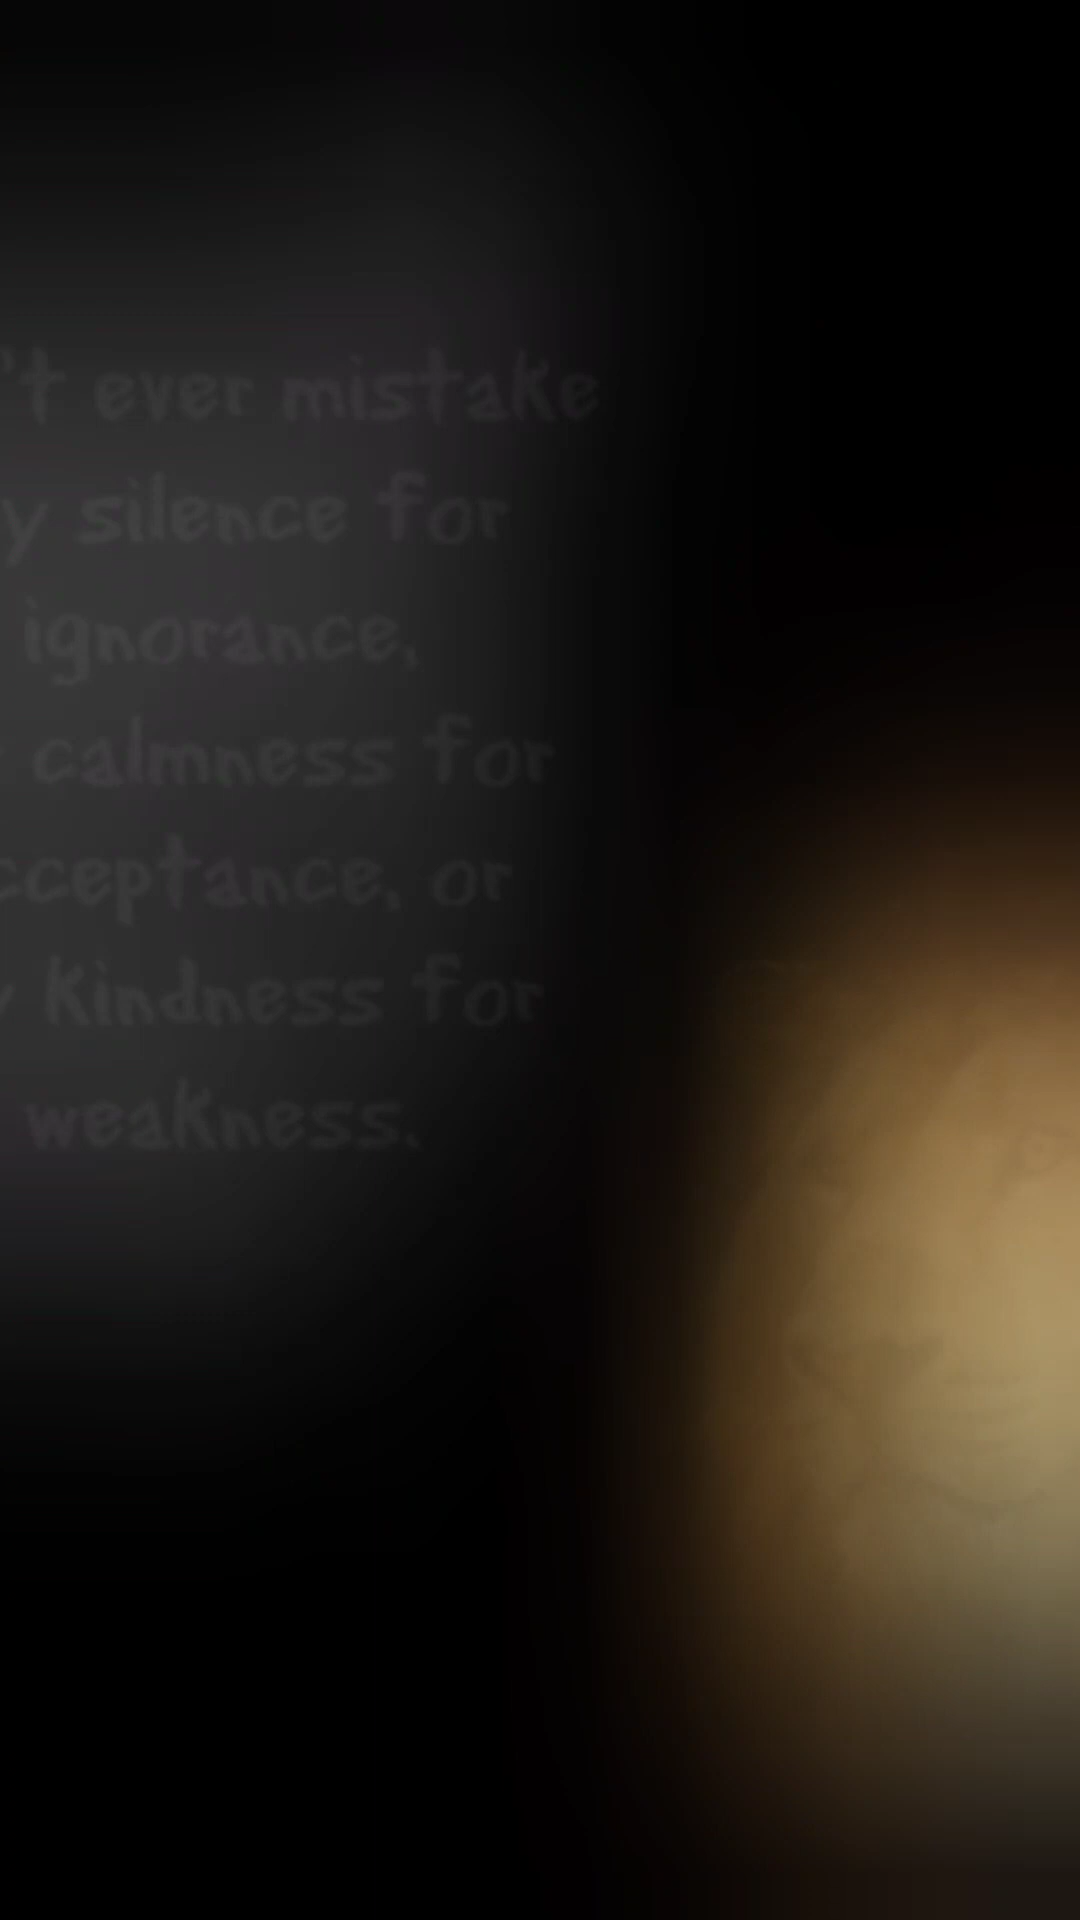 't ever mistake
y silence for
ignorance,
calmness for
cceptance, or
kindness for
weakness.